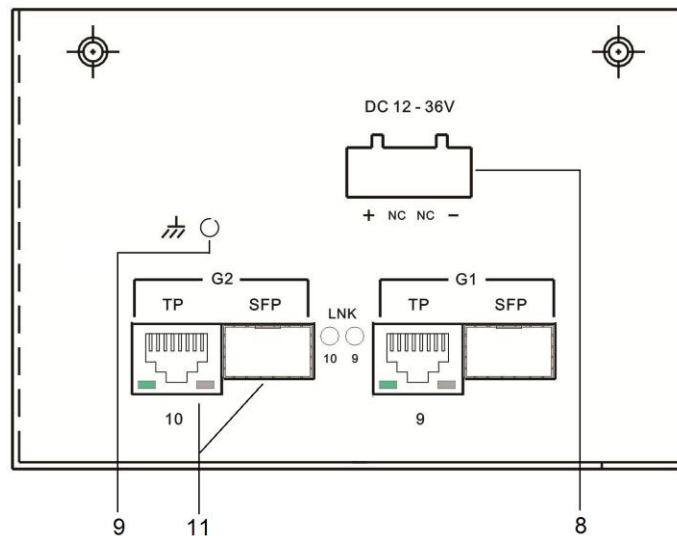 DC 12 - 36V
+ NC NC -
G2
G1
TP SFP
LNK
TP SFP
10 9
10
9
9 11 8